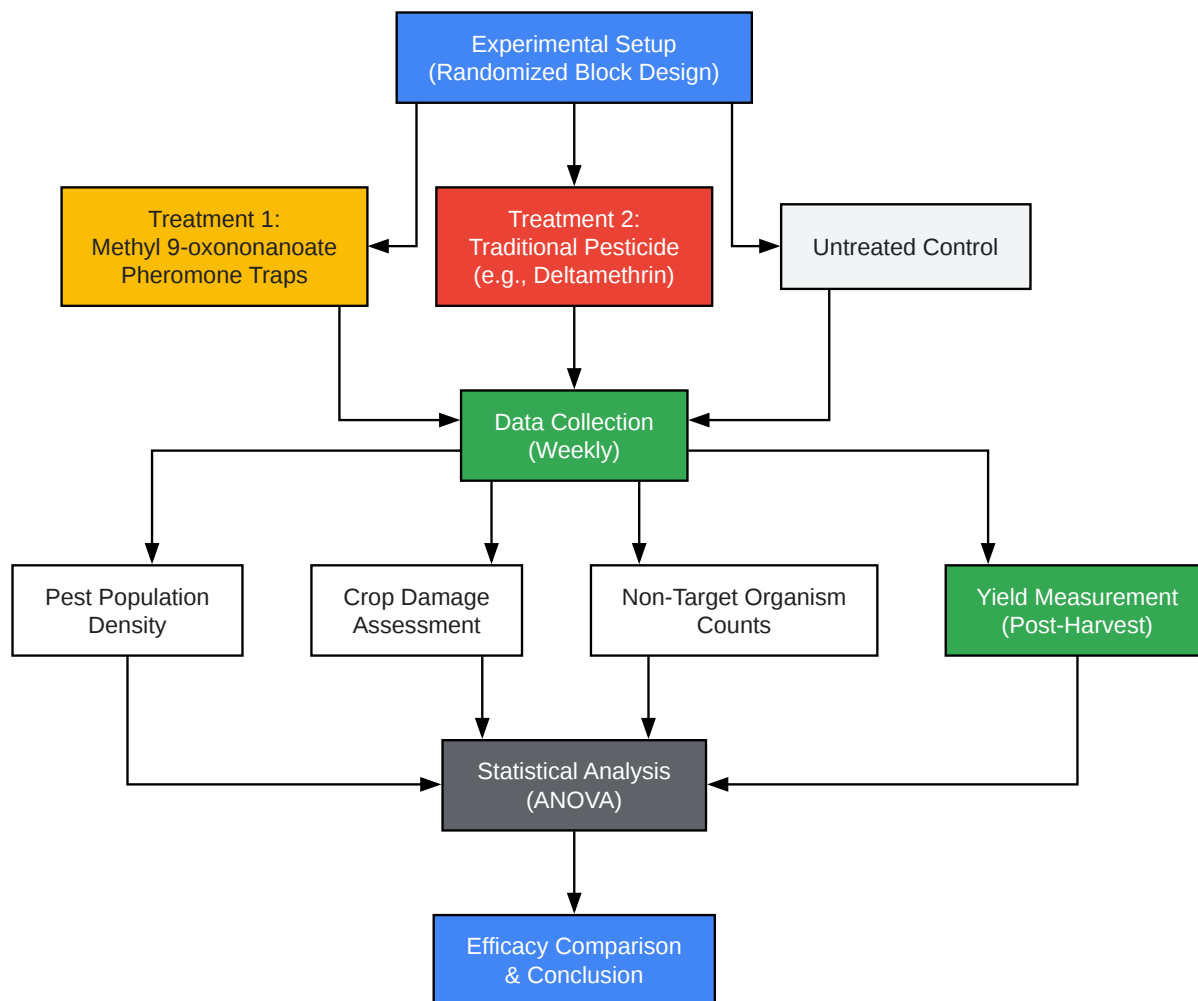 Experimental Setup
(Randomized Block Design)
Treatment 1:
Methyl 9-oxononanoate
Pheromone Traps
Treatment 2:
Traditional Pesticide
(e.g., Deltamethrin)
Untreated Control
Data Collection
(Weekly)
Pest Population
Density
Crop Damage
Assessment
Non-Target Organism
Counts
Yield Measurement
(Post-Harvest)
Statistical Analysis
(ANOVA)
Efficacy Comparison
& Conclusion